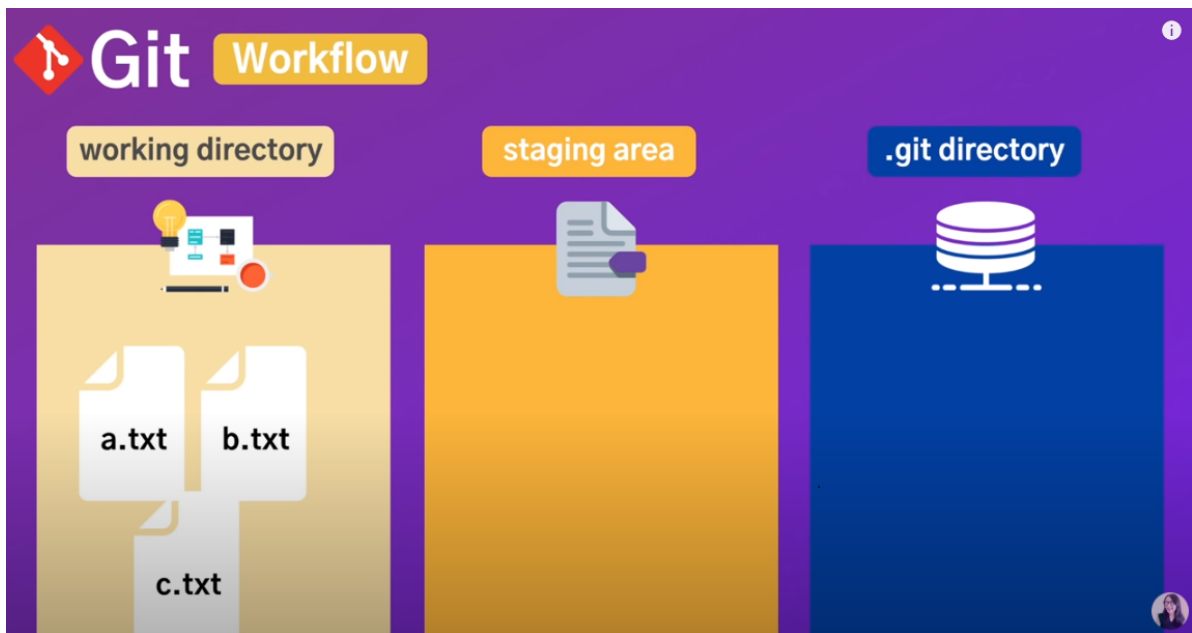 Git Workflow
working directory
staging area
.git directory
a.txt
b.txt
c.txt
i